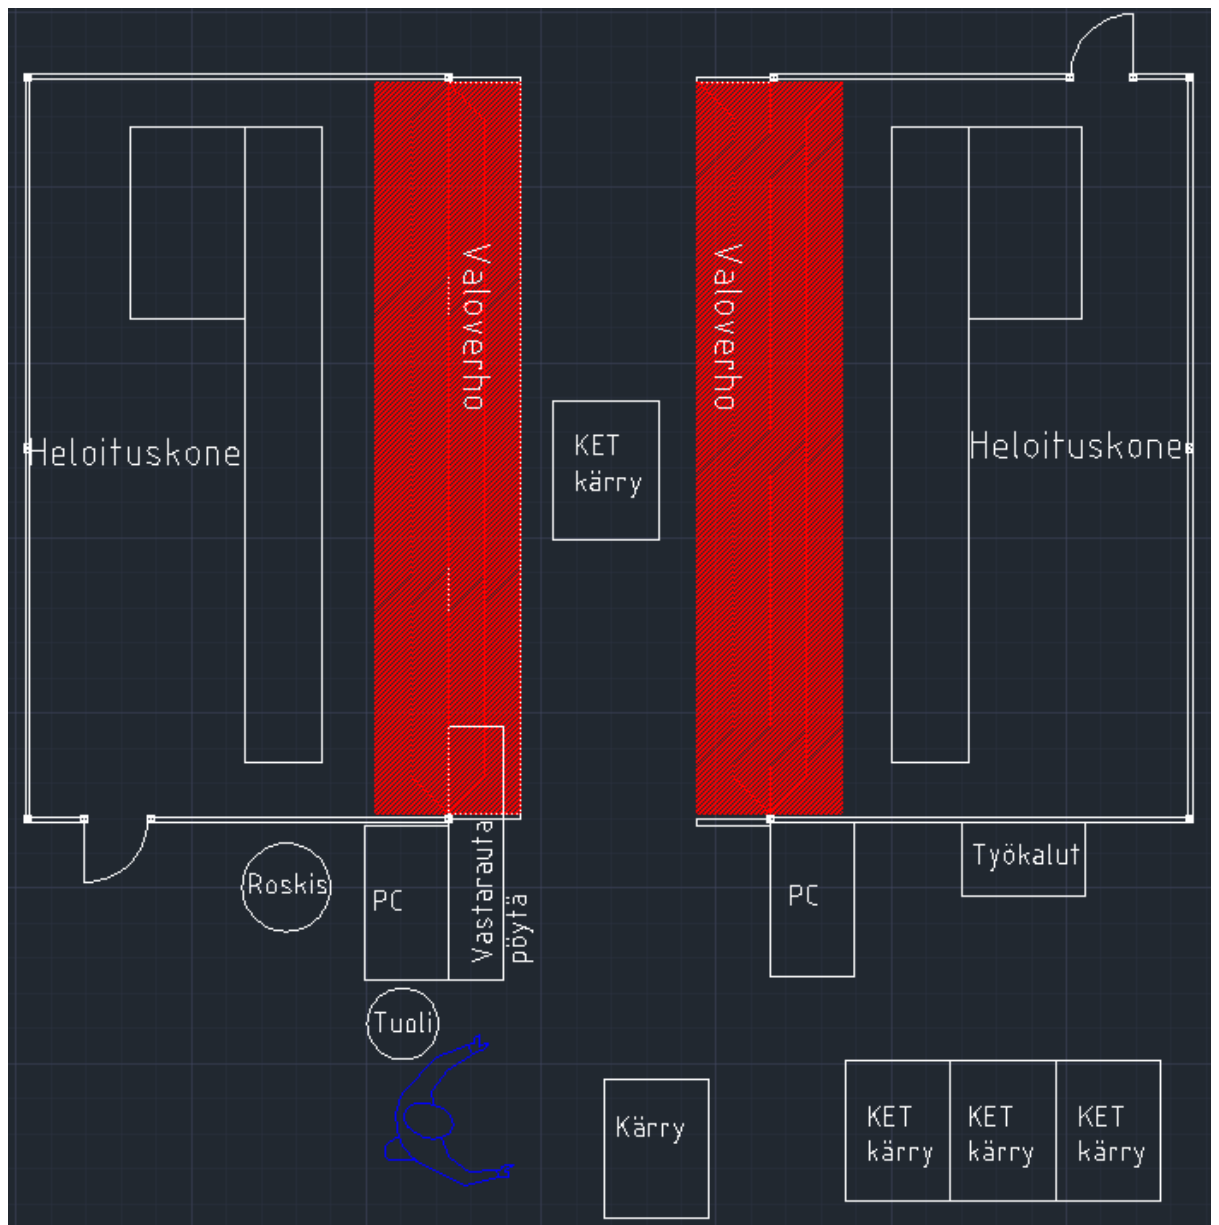 Valoverho
Valoverho
Heloituskone
KET
kärry
Heloituskone
Roskis
PC
Vastarauta
pöytä
PC
Työkalut
Tuoli
Kärry
KET
kärry
KET
kärry
KET
kärry